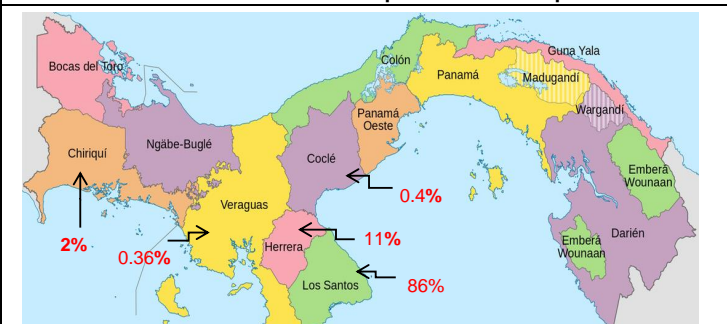 Guna Yala
Colón
Bocas del Toro
Panamá
Madugandí
Wargandí
Panamá
Oeste
Ngäbe-Buglé
Chiriquí
Coclé
Emberá
Wounaan
0.4%
Veraguas
Darién
2%
0.36%
Herrera
11%
Emberá
Wounaan
Los Santos
86%